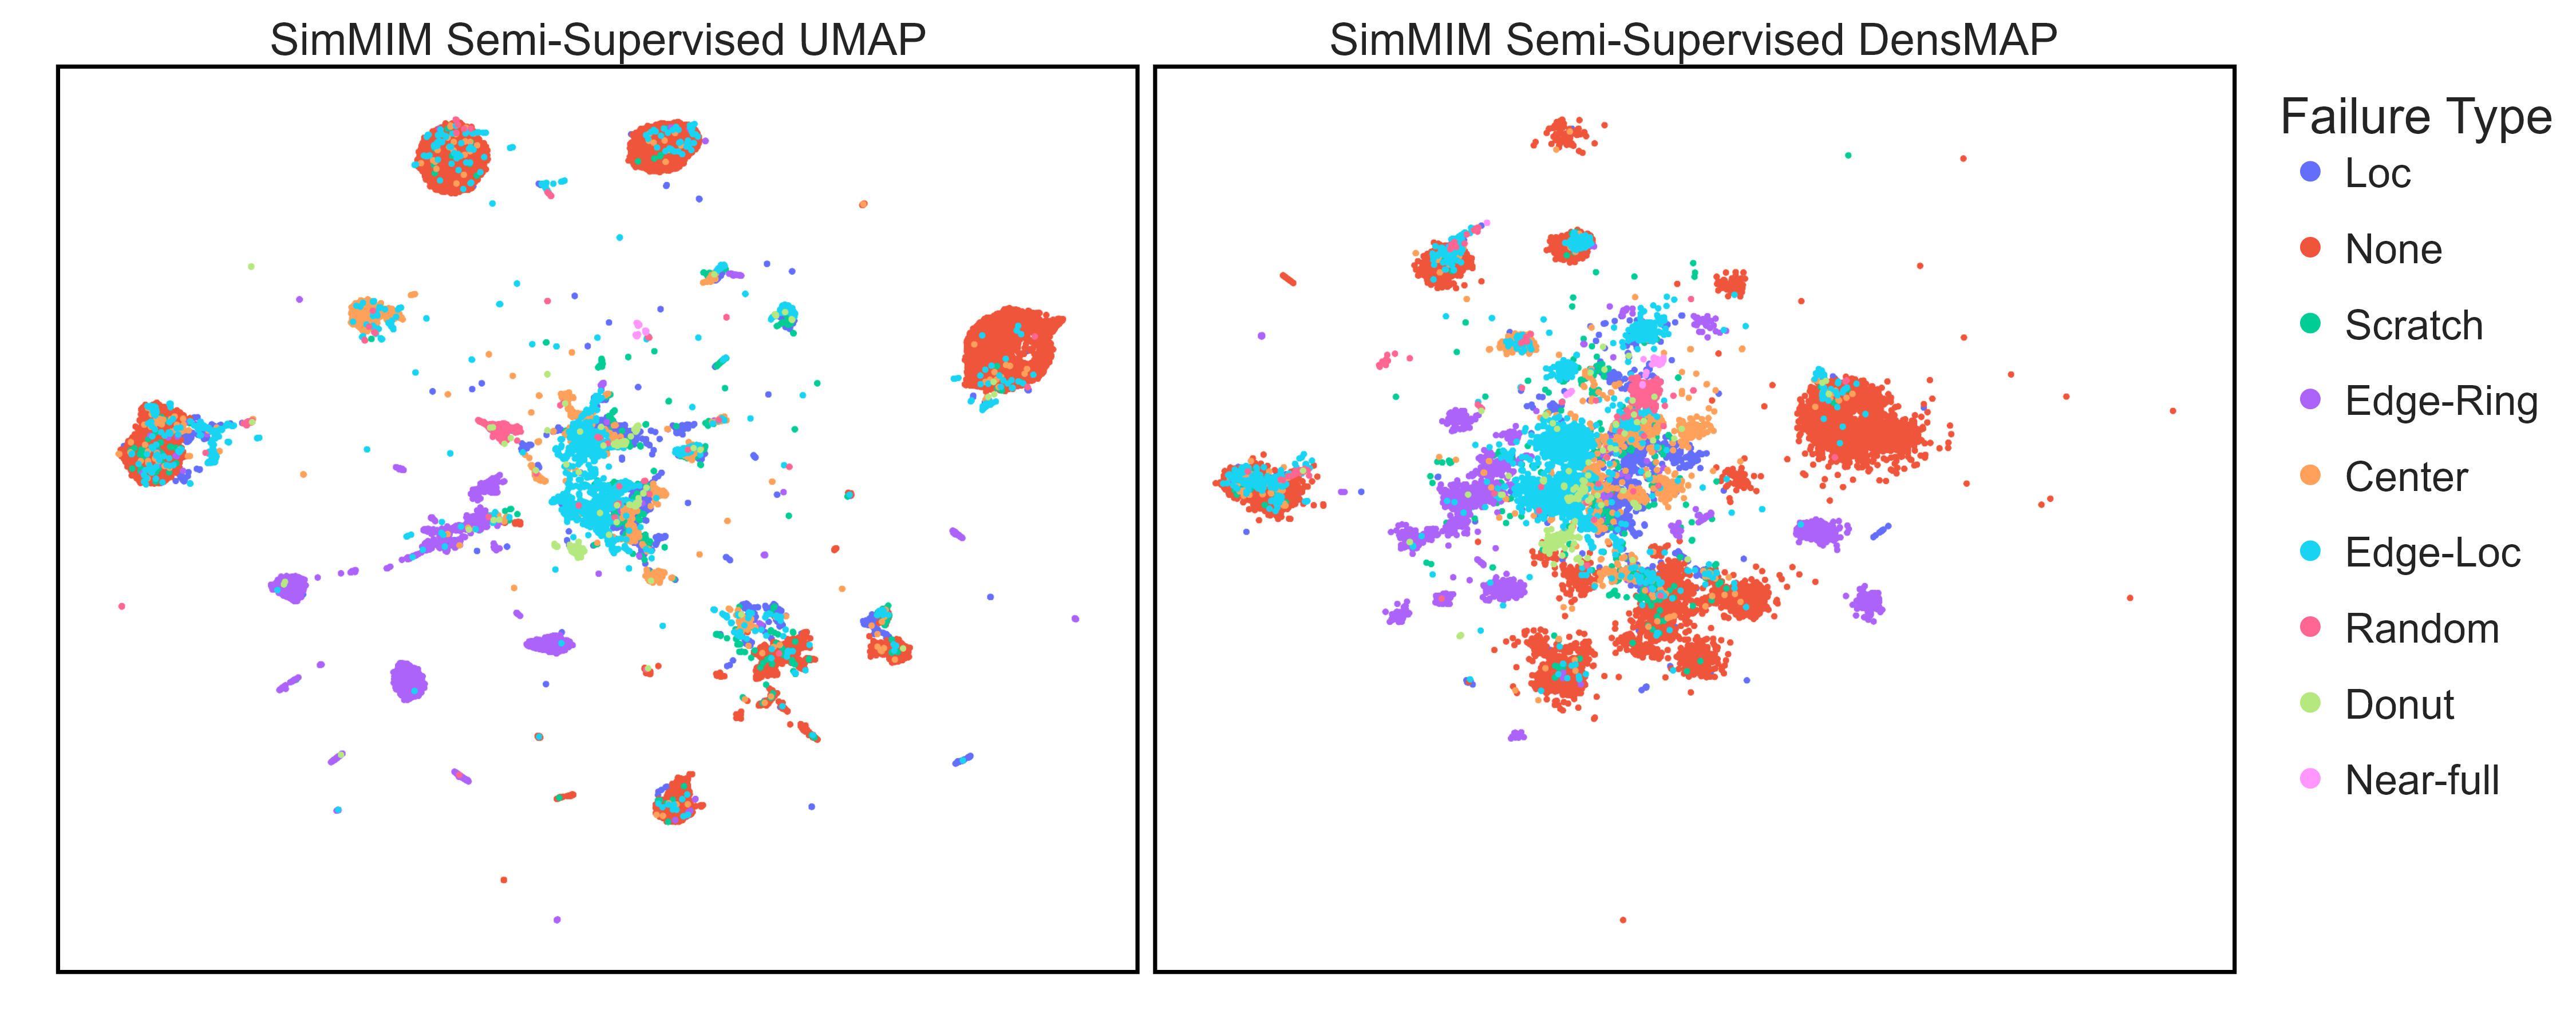 SimMIM Semi-Supervised UMAP
SimMIM Semi-Supervised DensMAP
Failure Type
Loc
None
Scratch
Edge-Ring
Center
Edge-Loc
Random
Donut
Near-full